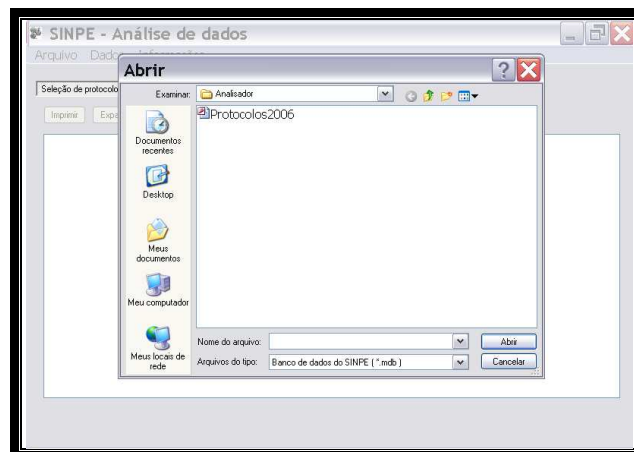 SINPE - Análise de dados
Arquivo Dados Informações
Abrir
Seleção de protocolo
Examinar: Analisador
Imprimir Expa
Protocolos2006
Documentos
recentes
Desktop
Meus
documentos
Meu computador
Meus locais de
rede
Nome do arquivo: Abrir
Arquivos do tipo: Banco de dados do SINPE ( *.mdb ) Cancelar